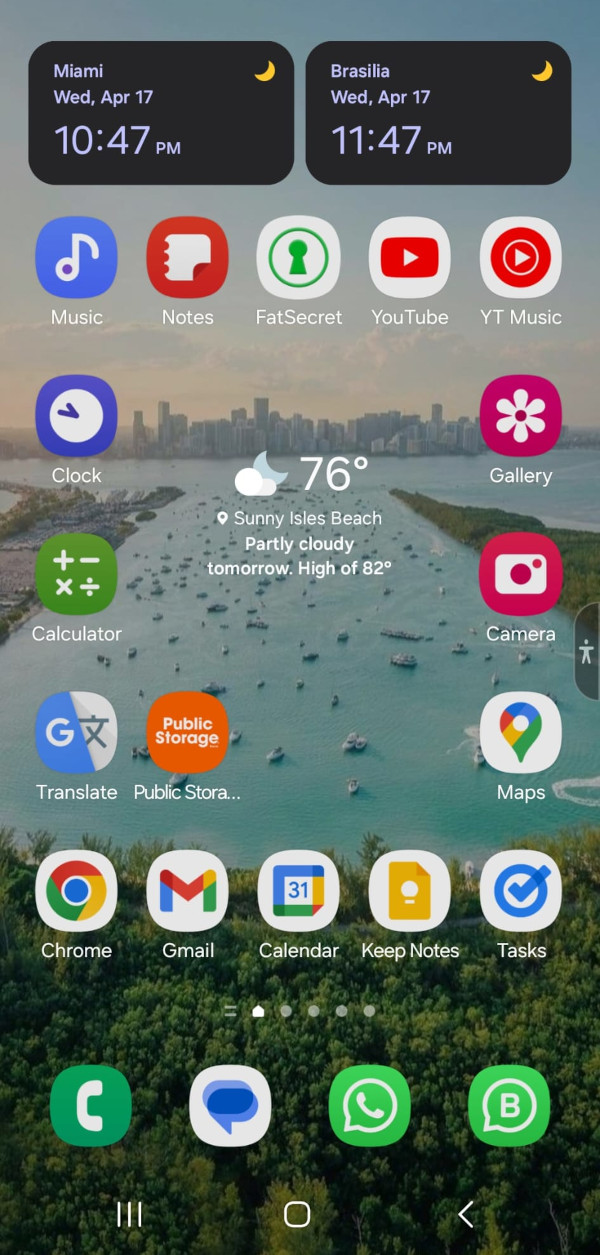 Miami
Wed, Apr 17
10:47 PM
Brasilia
Wed, Apr 17
11:47 PM
Music
Notes
FatSecret
YouTube
YT Music
Clock
Gallery
76°
Sunny Isles Beach
Partly cloudy
tomorrow. High of 82°
Calculator
Camera
G文
Public
Storage
Translate
Public Stora...
Maps
31
Chrome
Gmail
Calendar
Keep Notes
Tasks
B